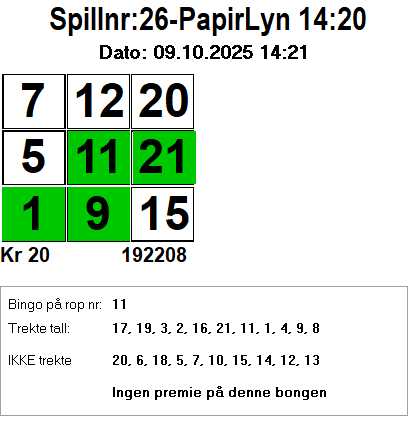 Spillnr:26-PapirLyn 14:20
Dato: 09.10.2025 14:21
7 12 20
5 11 21
1 9 15
Kr 20 192208
Bingo på rop nr: 11
Trekte tall: 17, 19, 3, 2, 16, 21, 11, 1, 4, 9, 8
IKKE trekte 20, 6, 18, 5, 7, 10, 15, 14, 12, 13
Ingen premie på denne bongen